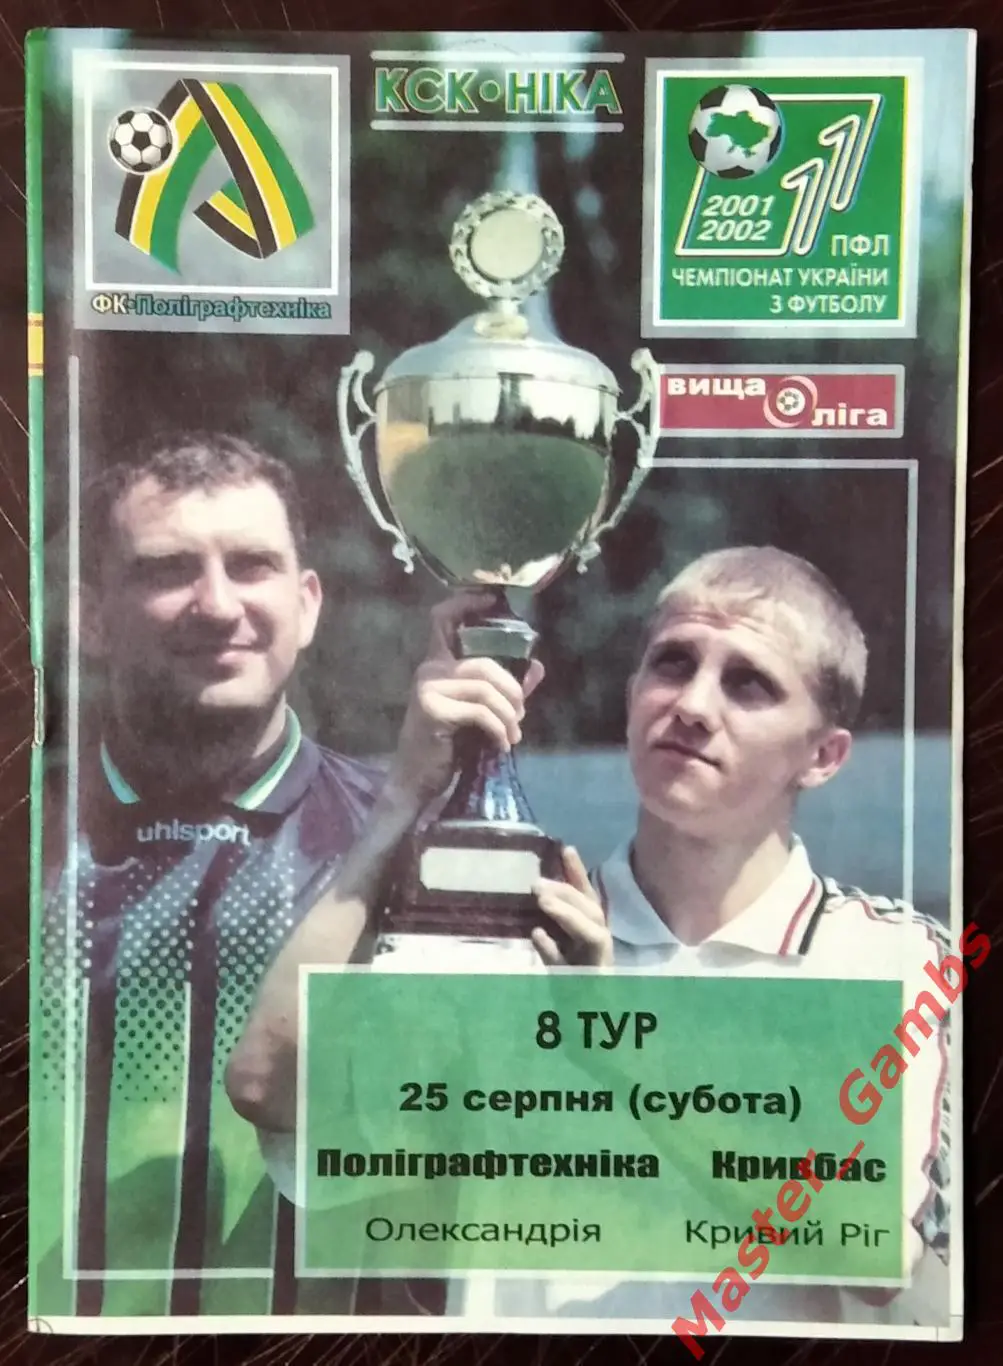 КСК•НІКА
ФК•Поліграфтехніка
11
2001
2002
ПФЛ
ЧЕМПІОНАТ УКРАЇНИ
З ФУТБОЛУ
вища
ліга
uhlsport
8 ТУР
25 серпня (субота)
Поліграфтехніка Кривбас
Олександрія Кривий Ріг
Master_Gambs